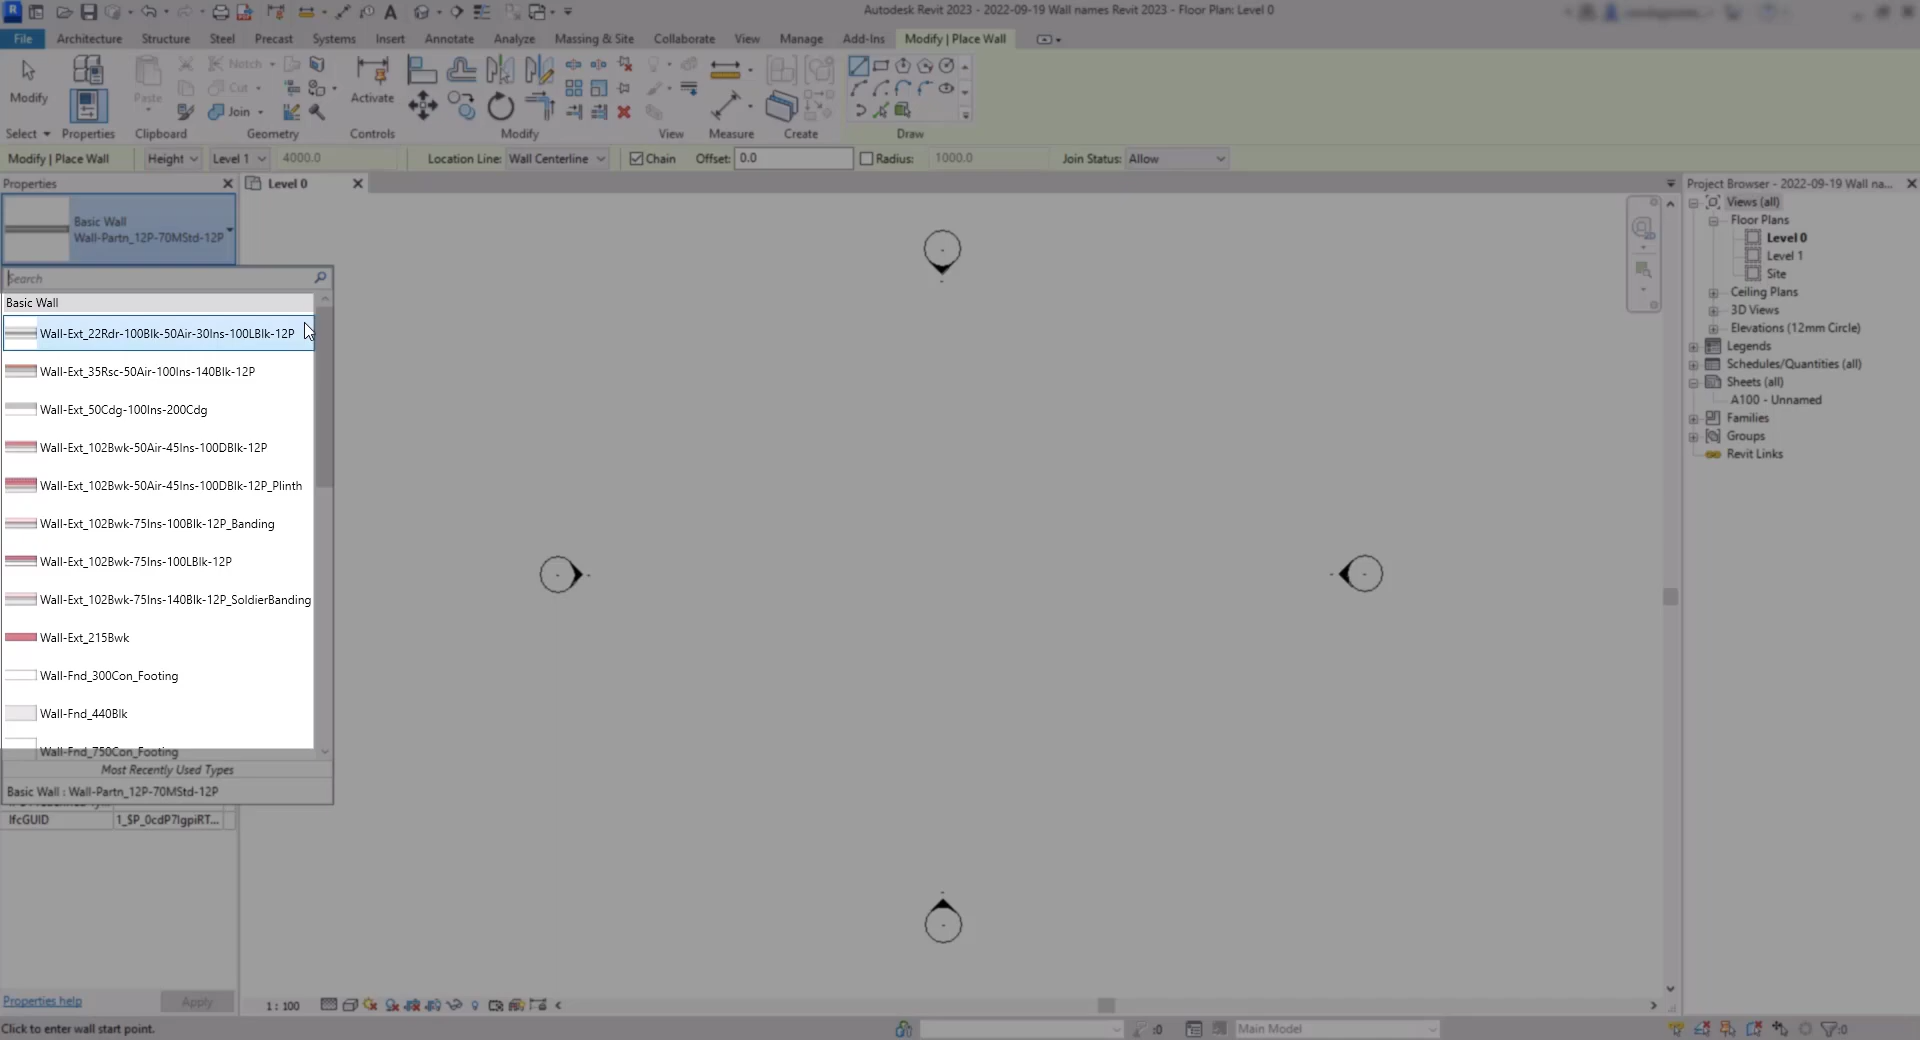 Autodesk Revit 2023 - 2022-09-19 Wall names Revit 2023 - Floor Plan: Level 0
File Architecture Structure Steel Precast Systems Insert Annotate Analyze Massing & Site Collaborate View Manage Add-Ins Modify | Place Wall
Modify
Paste
Notch
Cut
Join
Activate
Select Properties Clipboard Geometry Controls Modify View Measure Create Draw
Modify | Place Wall Height Level 1 4000.0 Location Line: Wall Centerline Chain Offset: 0.0 Radius: 1000.0 Join Status: Allow
Properties
Level 0
Basic Wall
Wall-Partn_12P-70MStd-12P
Search
Basic Wall
Wall-Ext_22Rdr-100Blk-50Air-30Ins-100LBlk-12P
Wall-Ext_35Rsc-50Air-100Ins-140Blk-12P
Wall-Ext_50Cdg-100Ins-200Cdg
Wall-Ext_102Bwk-50Air-45Ins-100DBlk-12P
Wall-Ext_102Bwk-50Air-45Ins-100DBlk-12P_Plinth
Wall-Ext_102Bwk-75Ins-100Blk-12P_Banding
Wall-Ext_102Bwk-75Ins-100LBlk-12P
Wall-Ext_102Bwk-75Ins-140Blk-12P_SoldierBanding
Wall-Ext_215Bwk
Wall-Fnd_300Con_Footing
Wall-Fnd_440Blk
Wall-Fnd_750Con_Footing
Most Recently Used Types
Basic Wall : Wall-Partn_12P-70MStd-12P
IfcGUID 1_$P_0cdP7IgpiRT...
Properties help Apply
Project Browser - 2022-09-19 Wall na...
Views (all)
Floor Plans
Level 0
Level 1
Site
Ceiling Plans
3D Views
Elevations (12mm Circle)
Legends
Schedules/Quantities (all)
Sheets (all)
A100 - Unnamed
Families
Groups
Revit Links
1 : 100
Click to enter wall start point.
:0
Main Model
:0